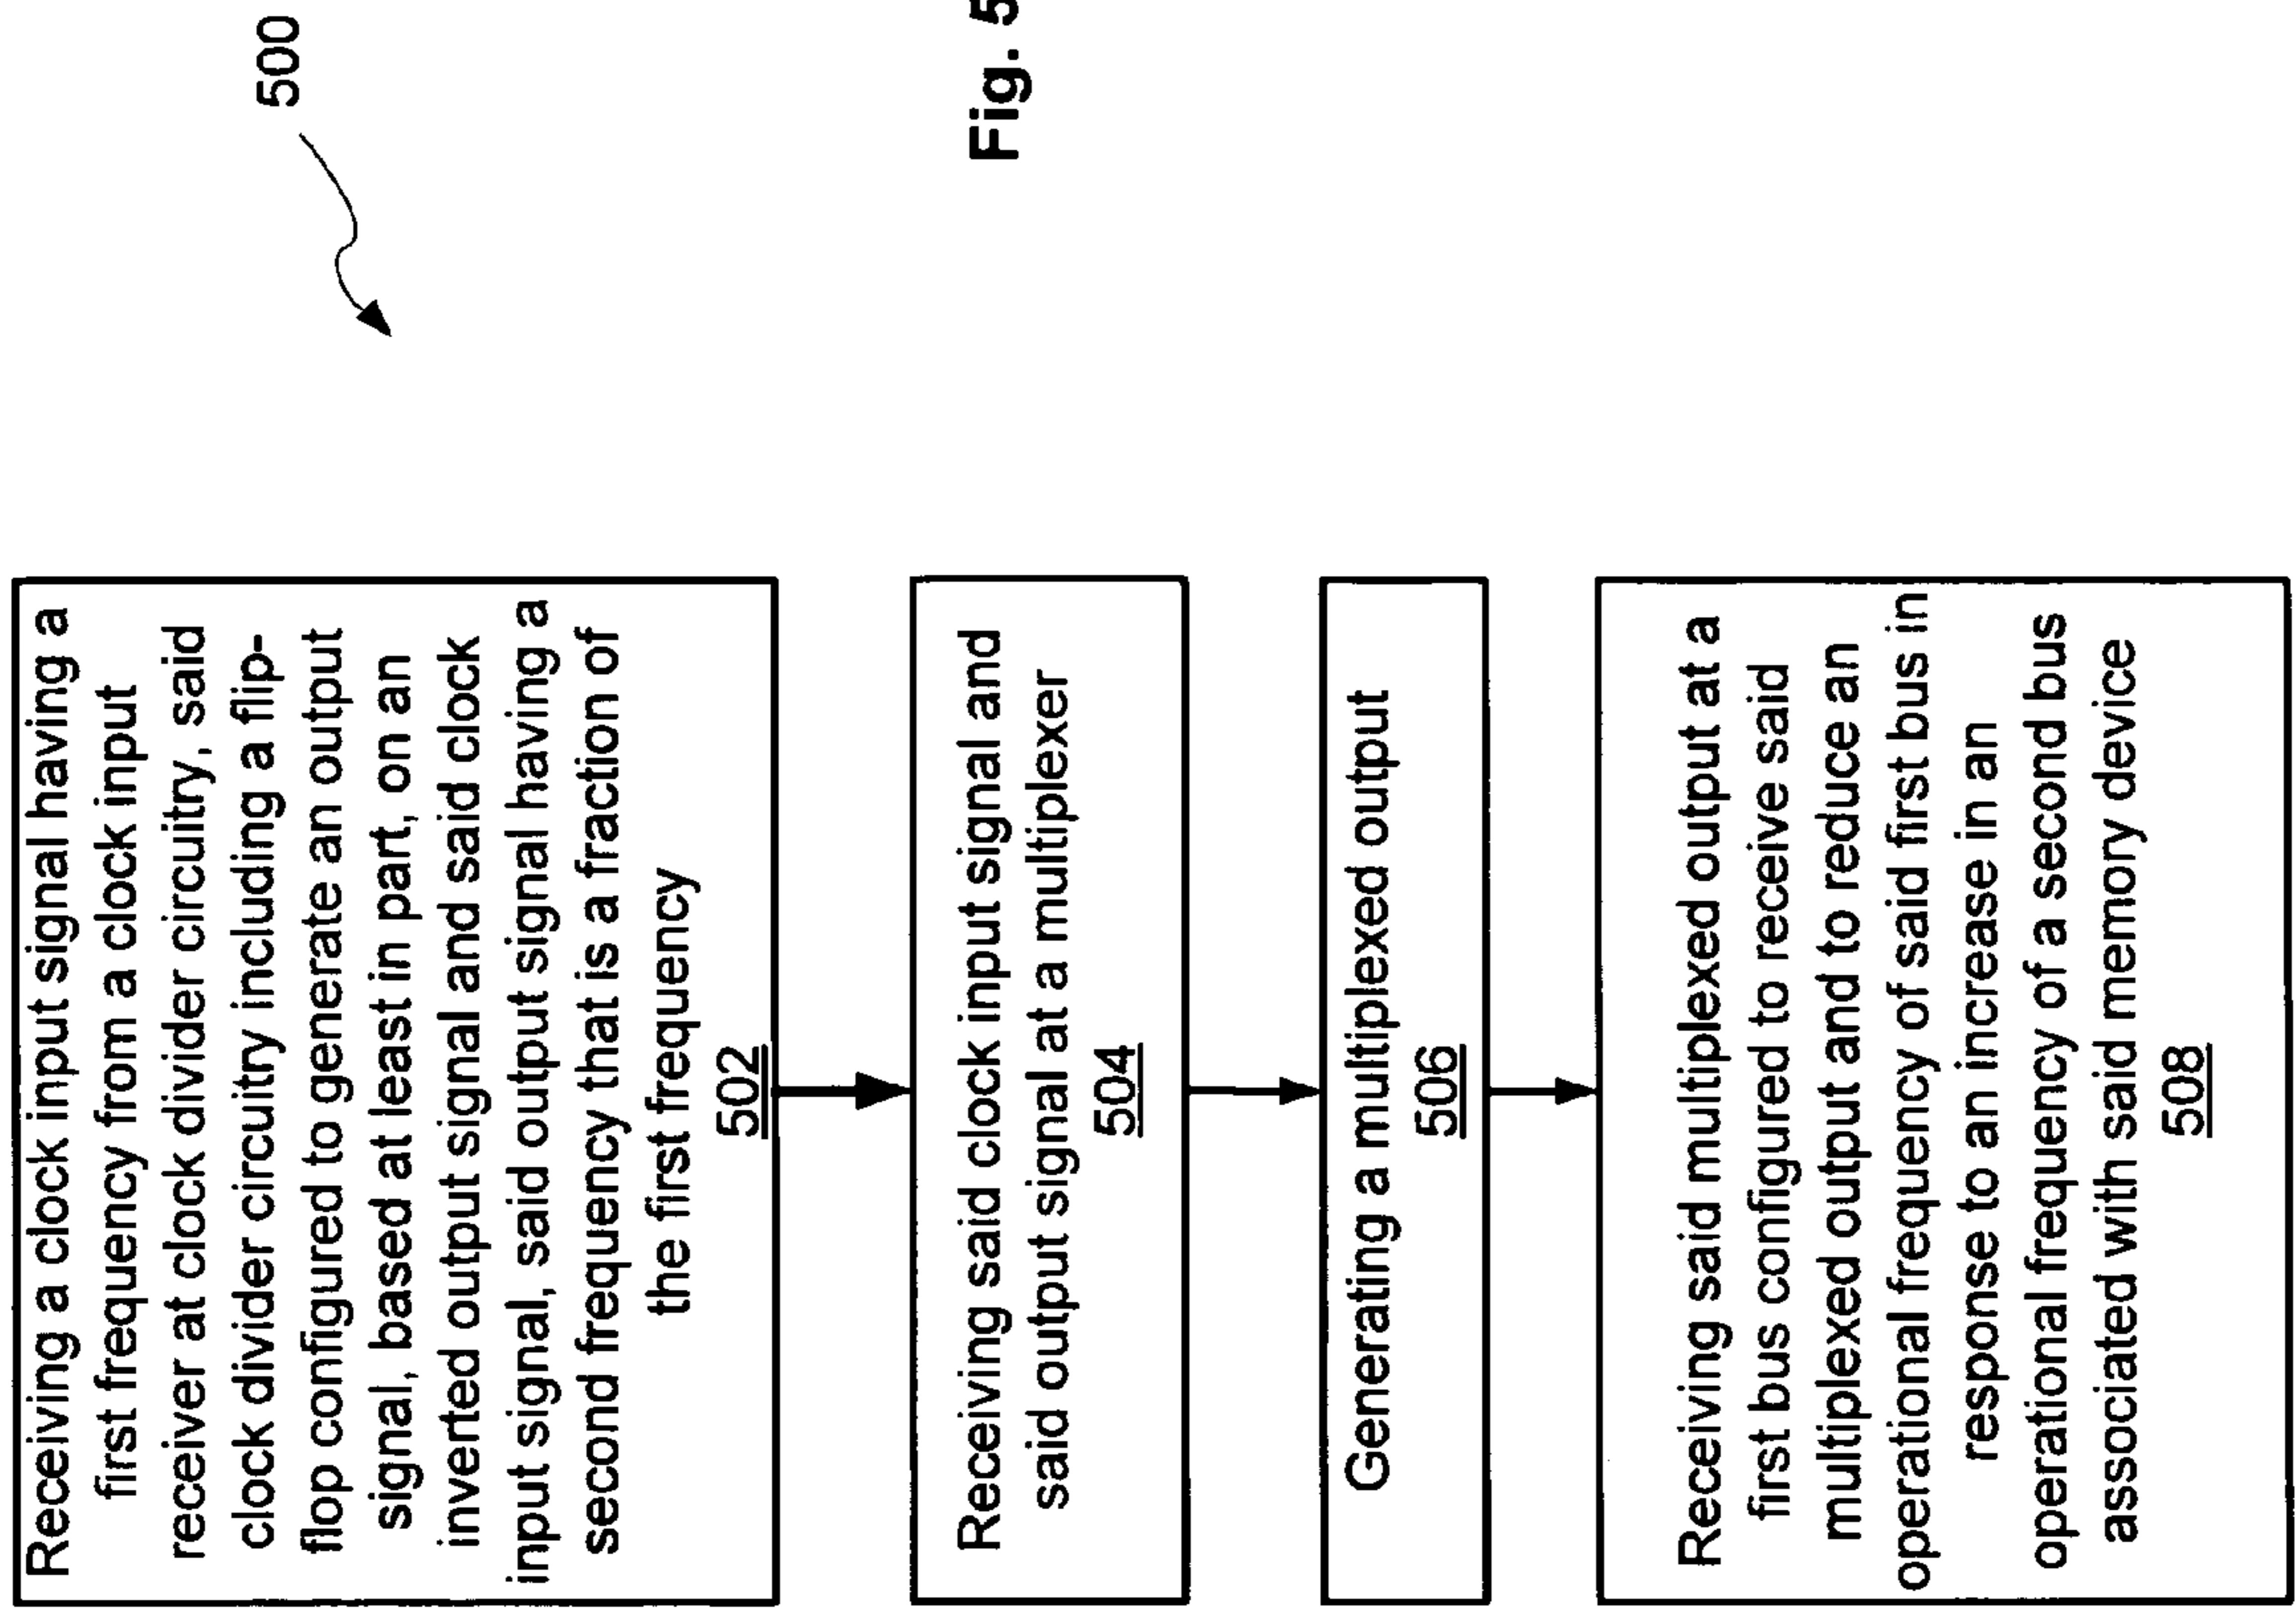 500
Receiving a clock input signal having a
first frequency from a clock input
receiver at clock divider circuitry, said
clock divider circuitry including a flip-
flop configured to generate an output
signal, based at least in part, on an
inverted output signal and said clock
input signal, said output signal having a
second frequency that is a fraction of
the first frequency
502
Receiving said clock input signal and
said output signal at a multiplexer
504
Generating a multiplexed output
506
Receiving said multiplexed output at a
first bus configured to receive said
multiplexed output and to reduce an
operational frequency of said first bus in
response to an increase in an
operational frequency of a second bus
associated with said memory device
508
Fig. 5